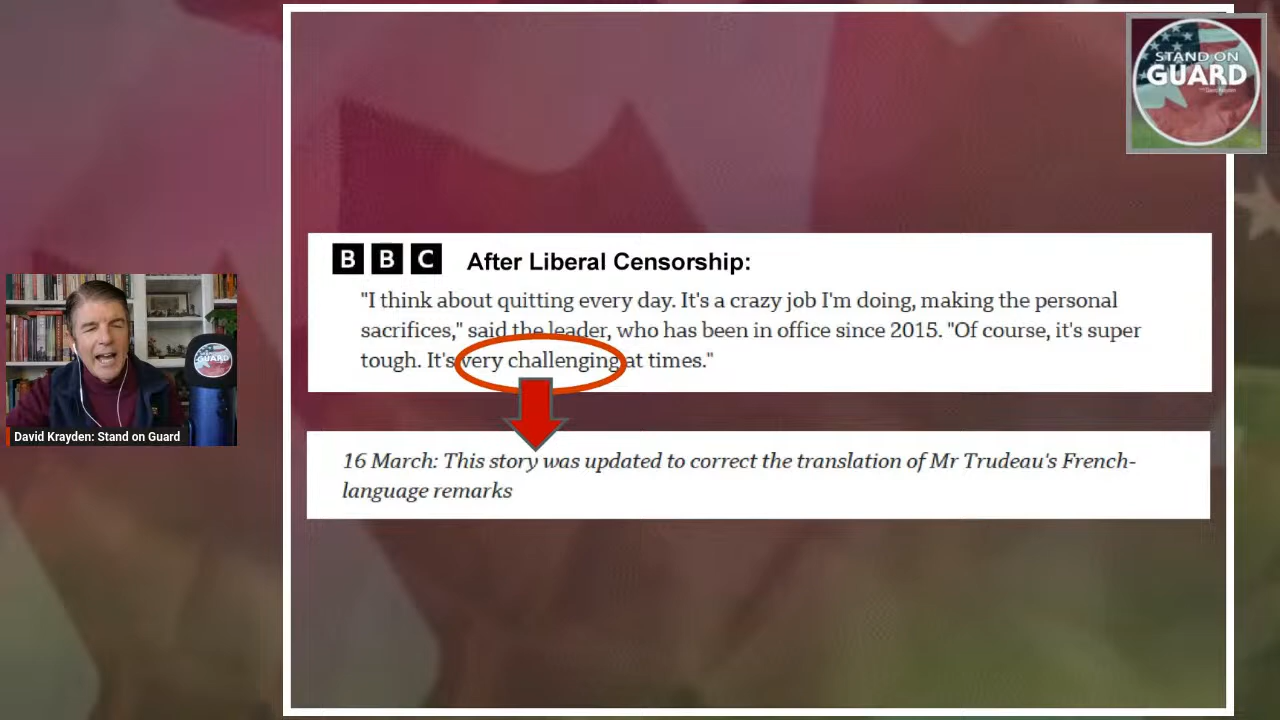 STAND ON
GUARD
B B C After Liberal Censorship:
"I think about quitting every day. It's a crazy job I'm doing, making the personal
sacrifices," said the leader, who has been in office since 2015. "Of course, it's super
tough. It's very challenging at times."
16 March: This story was updated to correct the translation of Mr Trudeau's French-
language remarks
GUARD
David Krayden: Stand on Guard